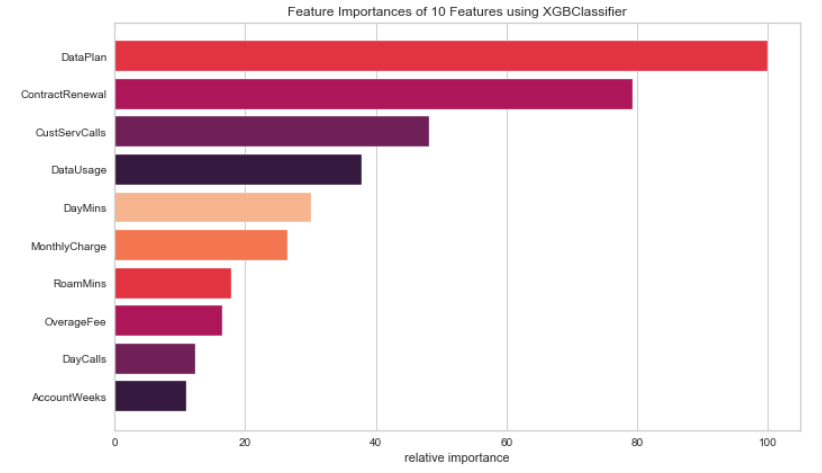 Feature Importances of 10 Features using XGBClassifier
DataPlan
ContractRenewal
CustServCalls
DataUsage
DayMins
MonthlyCharge
RoamMins
OverageFee
DayCalls
AccountWeeks
0 20 40 60 80 100
relative importance